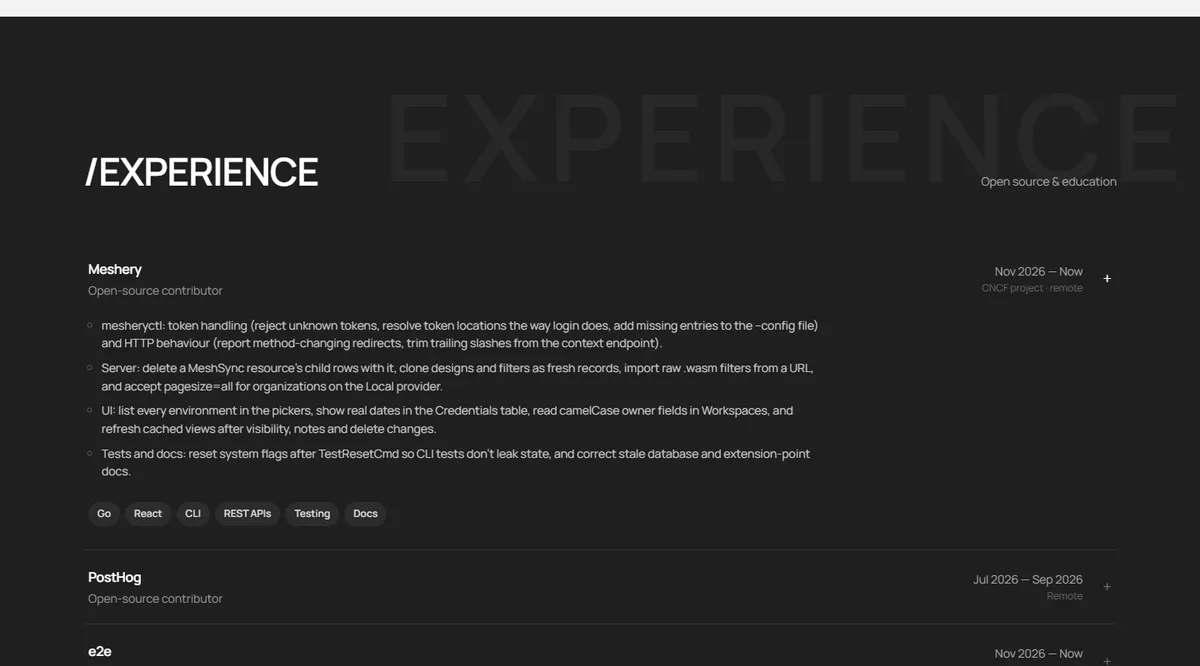 EXPERIENCE
/EXPERIENCE
Open source & education
Meshery
Nov 2026 — Now
+
Open-source contributor
CNCF project · remote
○ mesheryctl: token handling (reject unknown tokens, resolve token locations the way login does, add missing entries to the –config file)
and HTTP behaviour (report method-changing redirects, trim trailing slashes from the context endpoint).
○ Server: delete a MeshSync resource's child rows with it, clone designs and filters as fresh records, import raw .wasm filters from a URL,
and accept pagesize=all for organizations on the Local provider.
○ UI: list every environment in the pickers, show real dates in the Credentials table, read camelCase owner fields in Workspaces, and
refresh cached views after visibility, notes and delete changes.
○ Tests and docs: reset system flags after TestResetCmd so CLI tests don't leak state, and correct stale database and extension-point
docs.
Go React CLI REST APIs Testing Docs
PostHog
Jul 2026 — Sep 2026
+
Open-source contributor
Remote
e2e
Nov 2026 — Now
+